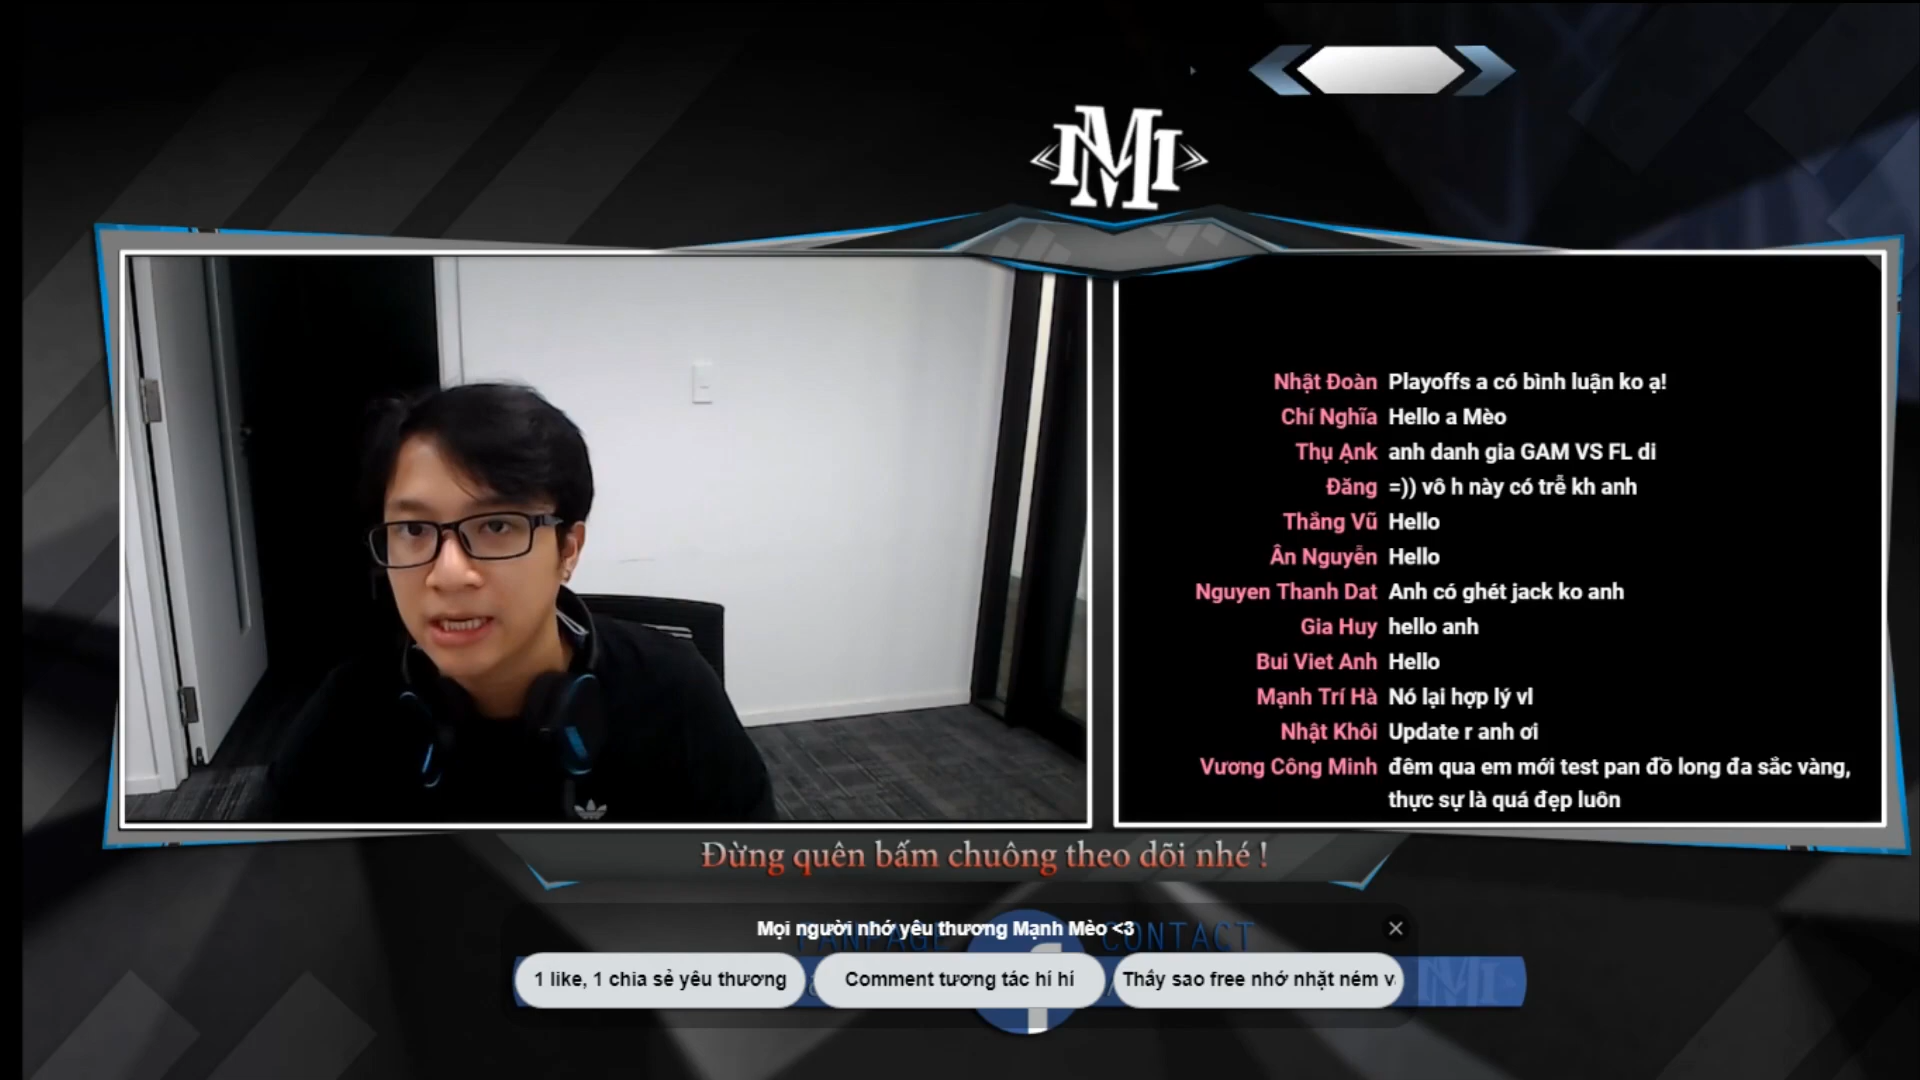 MM
Nhật Đoàn Playoffs a có bình luận ko ạ!
Chí Nghĩa Hello a Mèo
Thụ Ạnk anh danh gia GAM VS FL di
Đăng =)) vô h này có trễ kh anh
Thắng Vũ Hello
Ân Nguyễn Hello
Nguyen Thanh Dat Anh có ghét jack ko anh
Gia Huy hello anh
Bui Viet Anh Hello
Mạnh Trí Hà Nó lại hợp lý vl
Nhật Khôi Update r anh ơi
Vương Công Minh đêm qua em mới test pan đồ long đa sắc vàng,
thực sự là quá đẹp luôn
Đừng quên bấm chuông theo dõi nhé !
Mọi người nhớ yêu thương Mạnh Mèo <3
FANPAGE CONTACT
1 like, 1 chia sẻ yêu thương
Comment tương tác hí hí
Thấy sao free nhớ nhặt ném